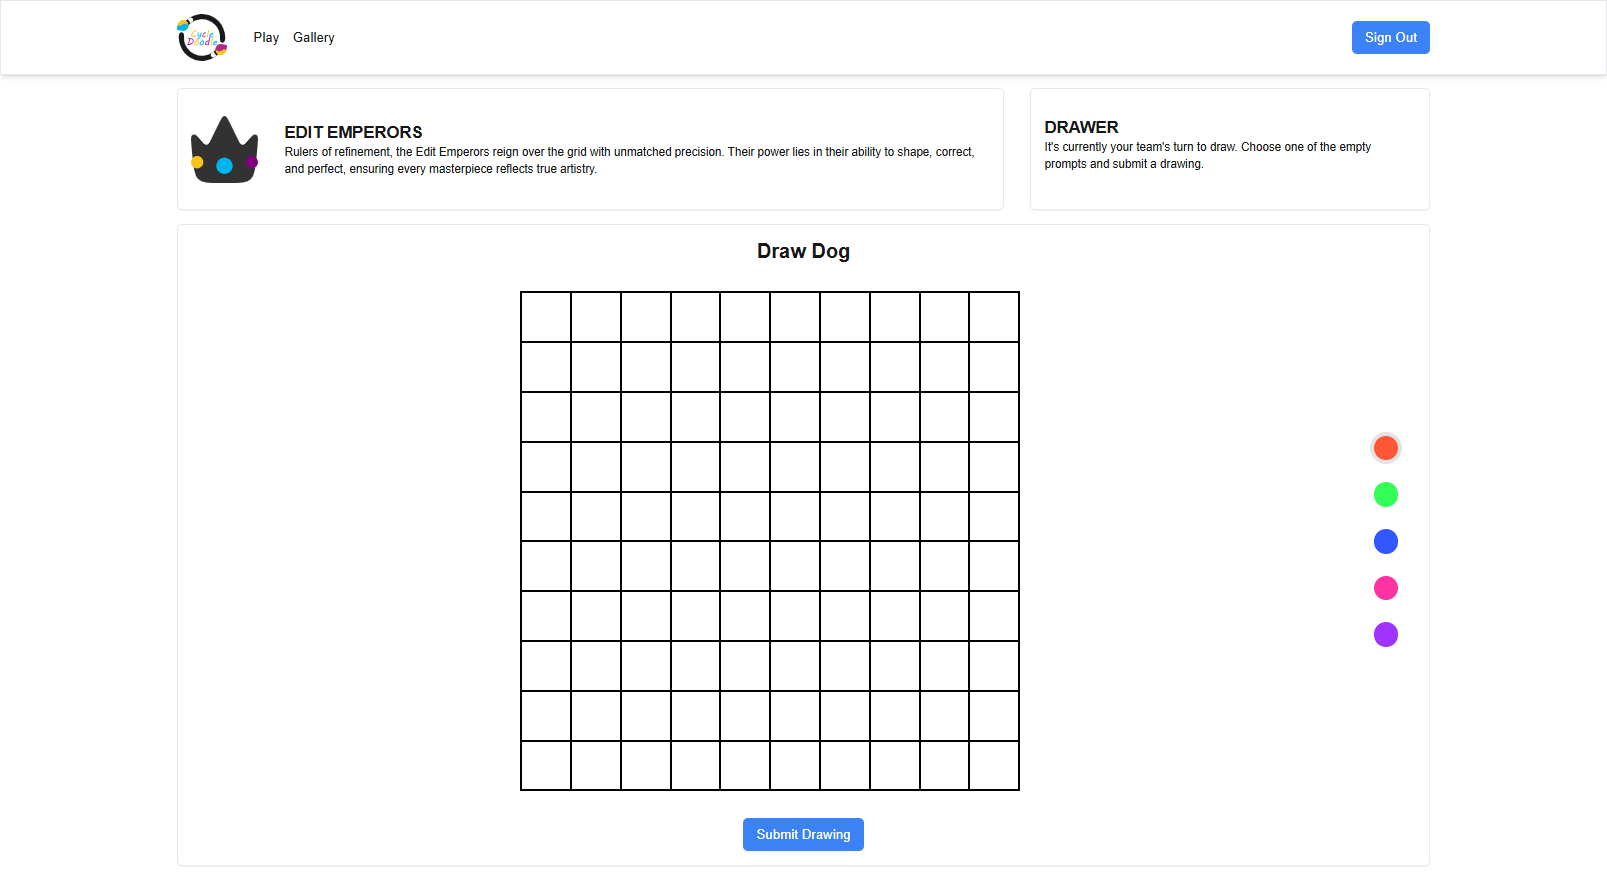 Cycle
Doodle
Play
Gallery
Sign Out
EDIT EMPERORS
Rulers of refinement, the Edit Emperors reign over the grid with unmatched precision. Their power lies in their ability to shape, correct,
and perfect, ensuring every masterpiece reflects true artistry.
DRAWER
It's currently your team's turn to draw. Choose one of the empty
prompts and submit a drawing.
Draw Dog
Submit Drawing